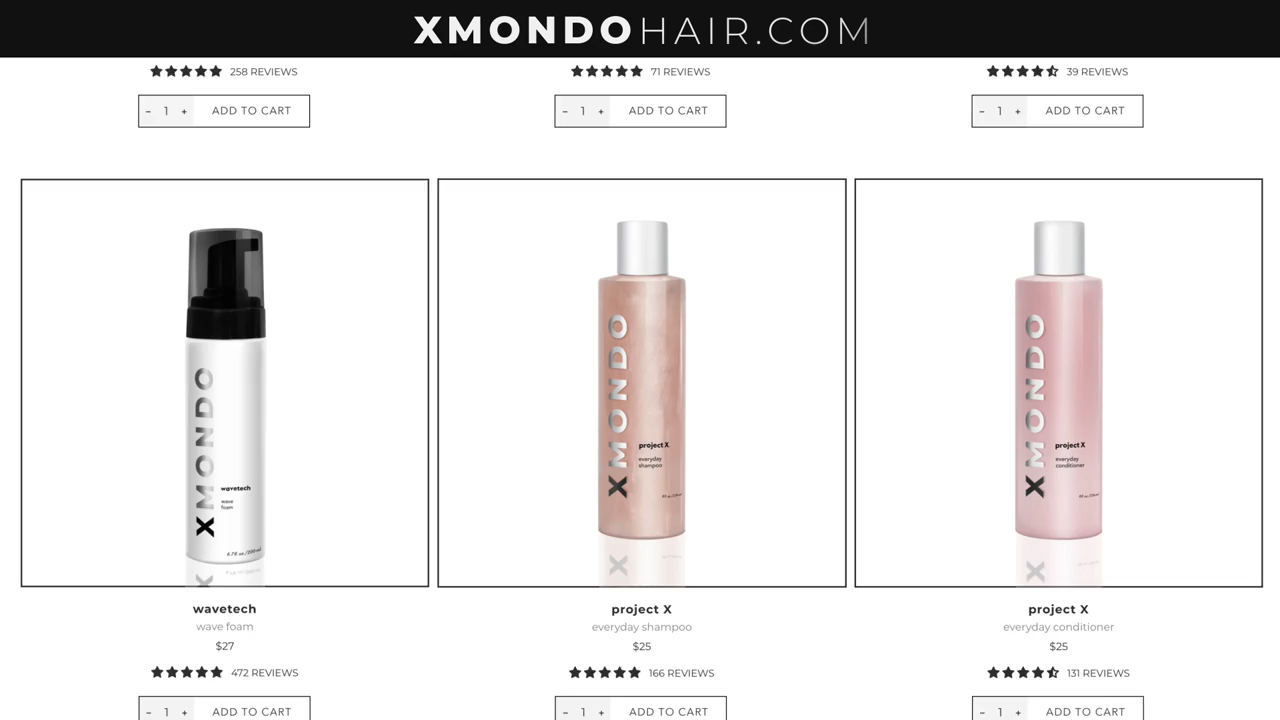 XMONDOHAIR.COM
258 REVIEWS
71 REVIEWS
39 REVIEWS
- 1 + ADD TO CART
- 1 + ADD TO CART
- 1 + ADD TO CART
XMONDO
wavetech
wave
foam
XMONDO
project X
everyday
shampoo
XMONDO
project X
everyday
conditioner
wavetech
wave foam
$27
472 REVIEWS
- 1 + ADD TO CART
project X
everyday shampoo
$25
166 REVIEWS
- 1 + ADD TO CART
project X
everyday conditioner
$25
131 REVIEWS
- 1 + ADD TO CART